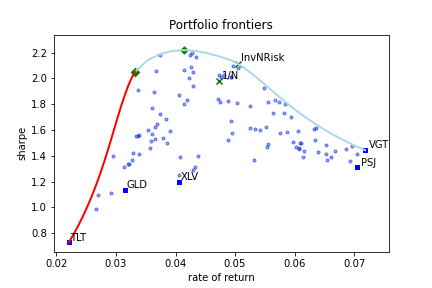 Portfolio frontiers
sharpe
2.2
2.0
1.8
1.6
1.4
1.2
1.0
0.8
InvNRisk
1/N
VGT
PSJ
XLV
GLD
TLT
0.02 0.03 0.04 0.05 0.06 0.07
rate of return